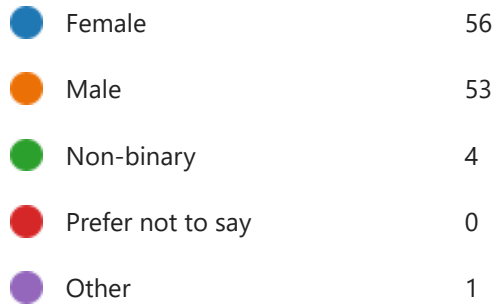 Female 56
Male 53
Non-binary 4
Prefer not to say 0
Other 1